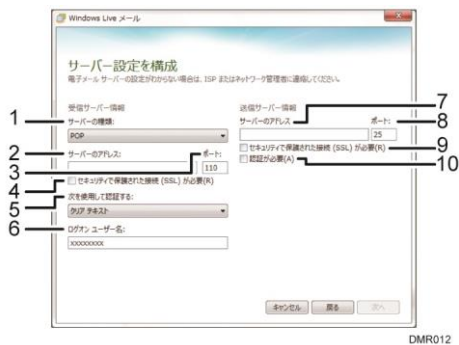 Windows Live メール
サーバー設定を構成
電子メール サーバーの設定がわからない場合は、ISP またはネットワーク管理者に連絡してください。
受信サーバー情報
1
サーバーの種類:
POP
2
サーバーのアドレス:
ポート:
3
110
4
セキュリティで保護された接続 (SSL) が必要(R)
5
次を使用して認証する:
クリア テキスト
6
ログオン ユーザー名:
xxxxxxxx
送信サーバー情報
7
サーバーのアドレス
ポート:
8
25
セキュリティで保護された接続 (SSL) が必要(R)
9
認証が必要(A)
10
キャンセル
戻る
次へ
DMR012